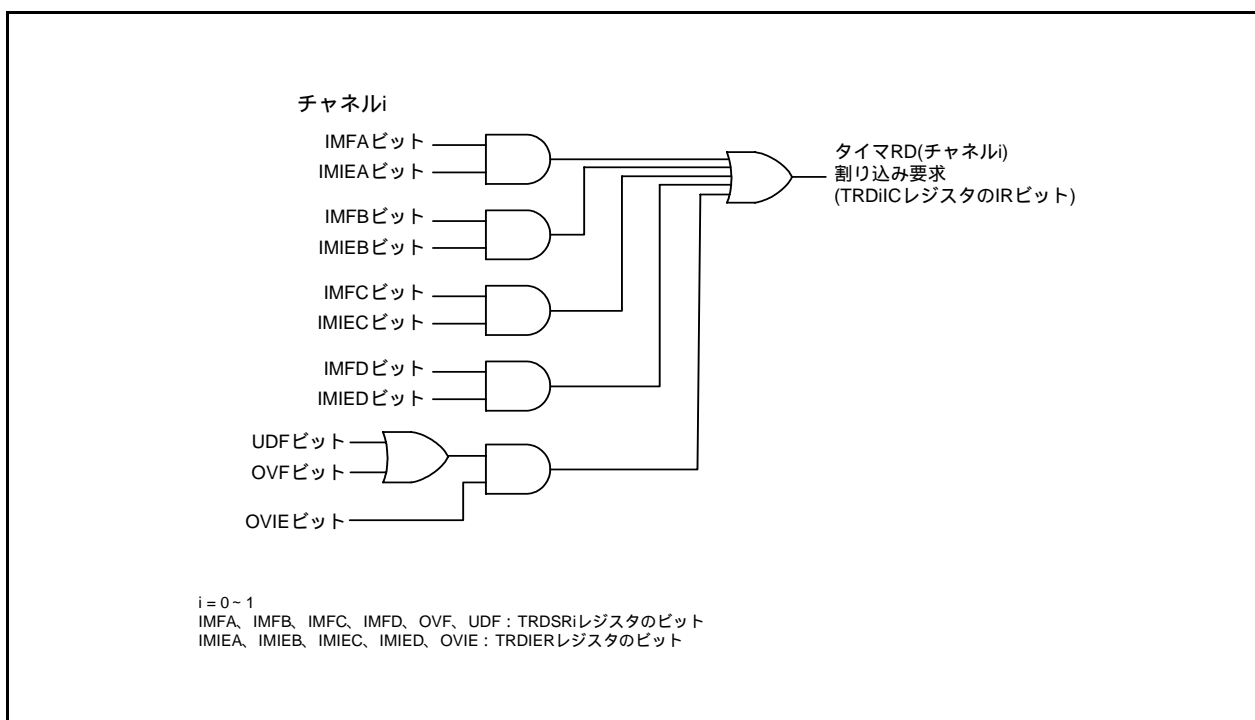 チャネルi
IMFAビット
IMIEAビット
IMFBビット
IMIEBビット
IMFCビット
IMIECビット
IMFDビット
IMIEDビット
UDFビット
OVFビット
OVIEビット
タイマRD(チャネルi)
割り込み要求
(TRDiICレジスタのIRビット)
i = 0~1
IMFA、IMFB、IMFC、IMFD、OVF、UDF：TRDSRiレジスタのビット
IMIEA、IMIEB、IMIEC、IMIED、OVIE：TRDIERレジスタのビット